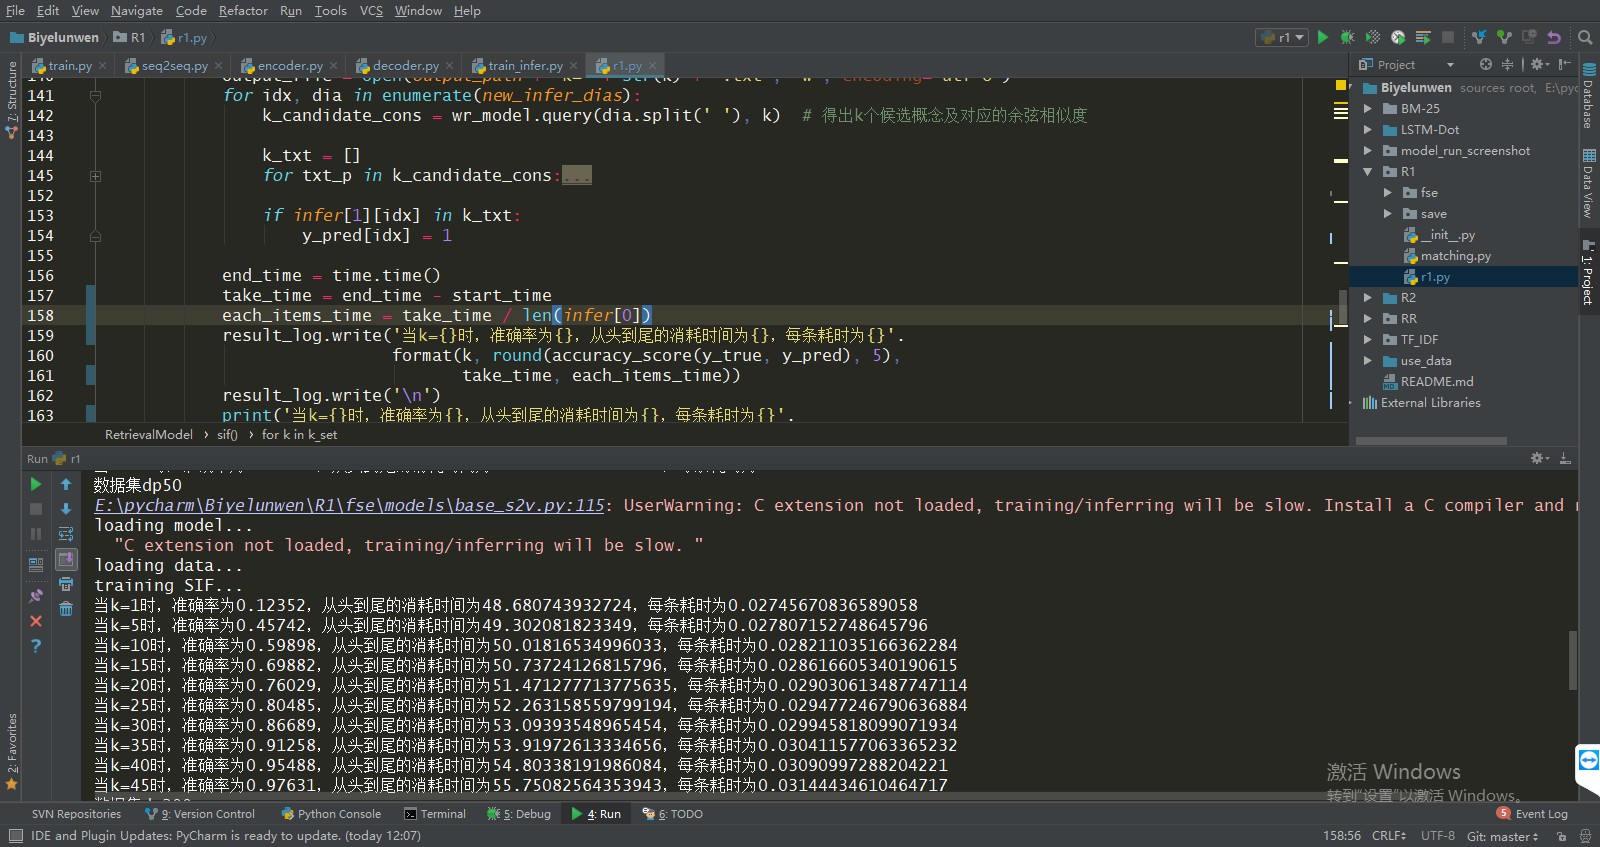 File Edit View Navigate Code Refactor Run Tools VCS Window Help
Biyelunwen R1 r1.py r1
train.py seq2seq.py encoder.py decoder.py train_infer.py r1.py
141 for idx, dia in enumerate(new_infer_dias):
142 k_candidate_cons = wr_model.query(dia.split(' '), k) # 得出k个候选概念及对应的余弦相似度
143
144 k_txt = []
145 for txt_p in k_candidate_cons:...
152
153 if infer[1][idx] in k_txt:
154 y_pred[idx] = 1
155
156 end_time = time.time()
157 take_time = end_time - start_time
158 each_items_time = take_time / len(infer[0])
159 result_log.write('当k={}时，准确率为{}，从头到尾的消耗时间为{}，每条耗时为{}'.
160 format(k, round(accuracy_score(y_true, y_pred), 5),
161 take_time, each_items_time))
162 result_log.write('\n')
163 print('当k={}时，准确率为{}，从头到尾的消耗时间为{}，每条耗时为{}'.
RetrievalModel › sif() › for k in k_set
Project
Biyelunwen sources root, E:\pyc
BM-25
LSTM-Dot
model_run_screenshot
R1
fse
save
__init__.py
matching.py
r1.py
R2
RR
TF_IDF
use_data
README.md
External Libraries
7: Structure
2: Favorites
Database
Data View
1: Project
Run r1
数据集dp50
E:\pycharm\Biyelunwen\R1\fse\models\base_s2v.py:115: UserWarning: C extension not loaded, training/inferring will be slow. Install a C compiler and r
loading model...
"C extension not loaded, training/inferring will be slow. "
loading data...
training SIF...
当k=1时，准确率为0.12352，从头到尾的消耗时间为48.680743932724，每条耗时为0.02745670836589058
当k=5时，准确率为0.45742，从头到尾的消耗时间为49.302081823349，每条耗时为0.027807152748645796
当k=10时，准确率为0.59898，从头到尾的消耗时间为50.01816534996033，每条耗时为0.028211035166362284
当k=15时，准确率为0.69882，从头到尾的消耗时间为50.73724126815796，每条耗时为0.028616605340190615
当k=20时，准确率为0.76029，从头到尾的消耗时间为51.471277713775635，每条耗时为0.029030613487747114
当k=25时，准确率为0.80485，从头到尾的消耗时间为52.263158559799194，每条耗时为0.029477246790636884
当k=30时，准确率为0.86689，从头到尾的消耗时间为53.09393548965454，每条耗时为0.029945818099071934
当k=35时，准确率为0.91258，从头到尾的消耗时间为53.91972613334656，每条耗时为0.030411577063365232
当k=40时，准确率为0.95488，从头到尾的消耗时间为54.80338191986084，每条耗时为0.03090997288204221
当k=45时，准确率为0.97631，从头到尾的消耗时间为55.75082564353943，每条耗时为0.03144434610464717
激活 Windows
转到"设置"以激活 Windows。
SVN Repositories 9: Version Control Python Console Terminal 5: Debug 4: Run 6: TODO 5 Event Log
IDE and Plugin Updates: PyCharm is ready to update. (today 12:07) 158:56 CRLF UTF-8 Git: master